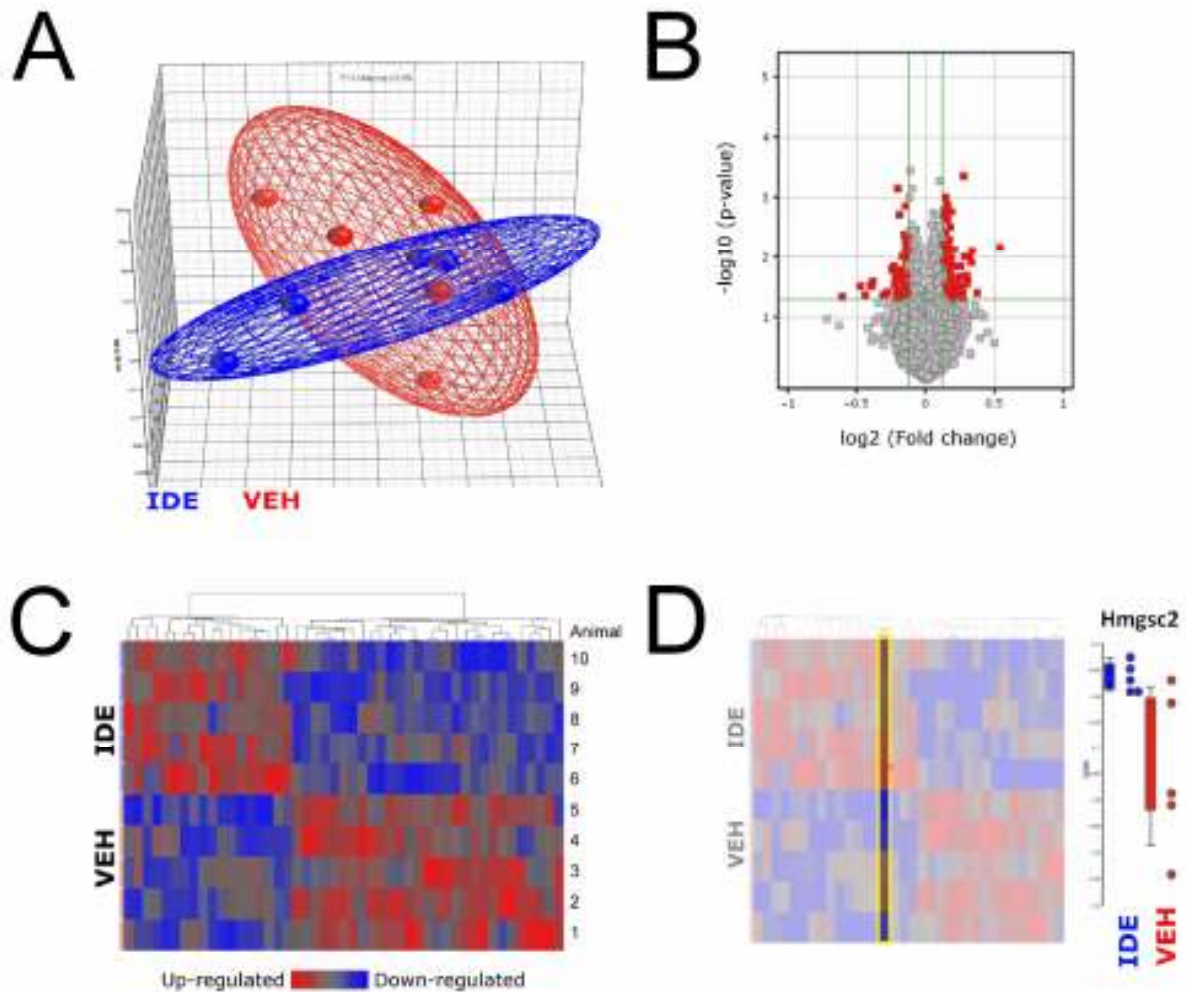 A
B
IDE VEH
-log10 (p-value)
5
4
3
2
1
-1 -0.5 0 0.5 1
log2 (Fold change)
C
D
Animal
10
9
8
7
6
5
4
3
2
1
IDE
VEH
Up-regulated Down-regulated
Hmgsc2
IDE
VEH
IDE
VEH